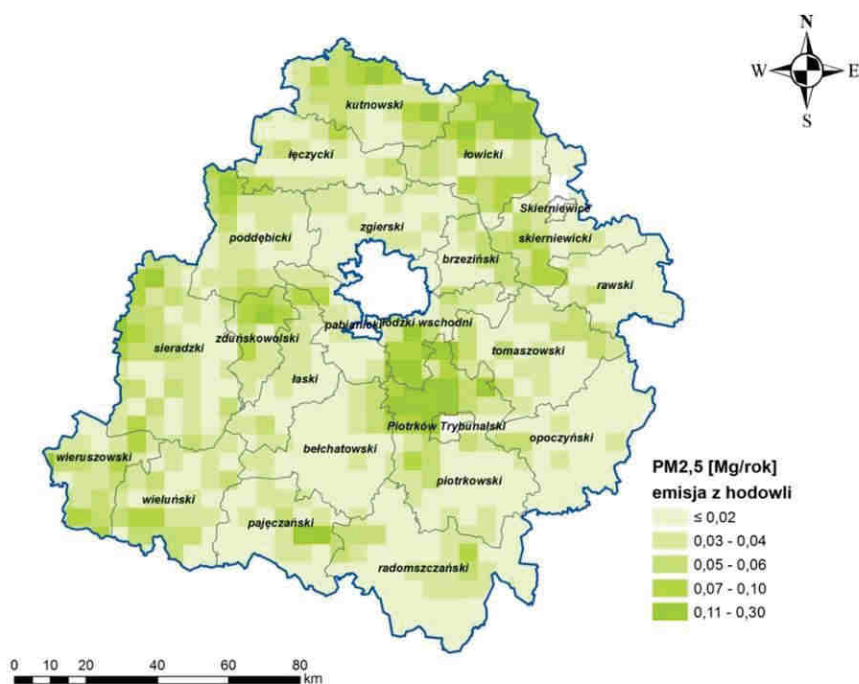 N
W E
S
kutnowski
łęczycki
łowicki
Skierniewice
poddębicki
zgierski
skierniewicki
brzeziński
rawski
pabianicki
łódzki wschodni
zduńskowolski
sieradzki
tomaszowski
łaski
Piotrków Trybunalski
opoczyński
bełchatowski
wieruszowski
piotrkowski
wieluński
pajęczański
radomszczański
PM2,5 [Mg/rok]
emisja z hodowli
≤ 0,02
0,03 - 0,04
0,05 - 0,06
0,07 - 0,10
0,11 - 0,30
0 10 20 40 60 80
km